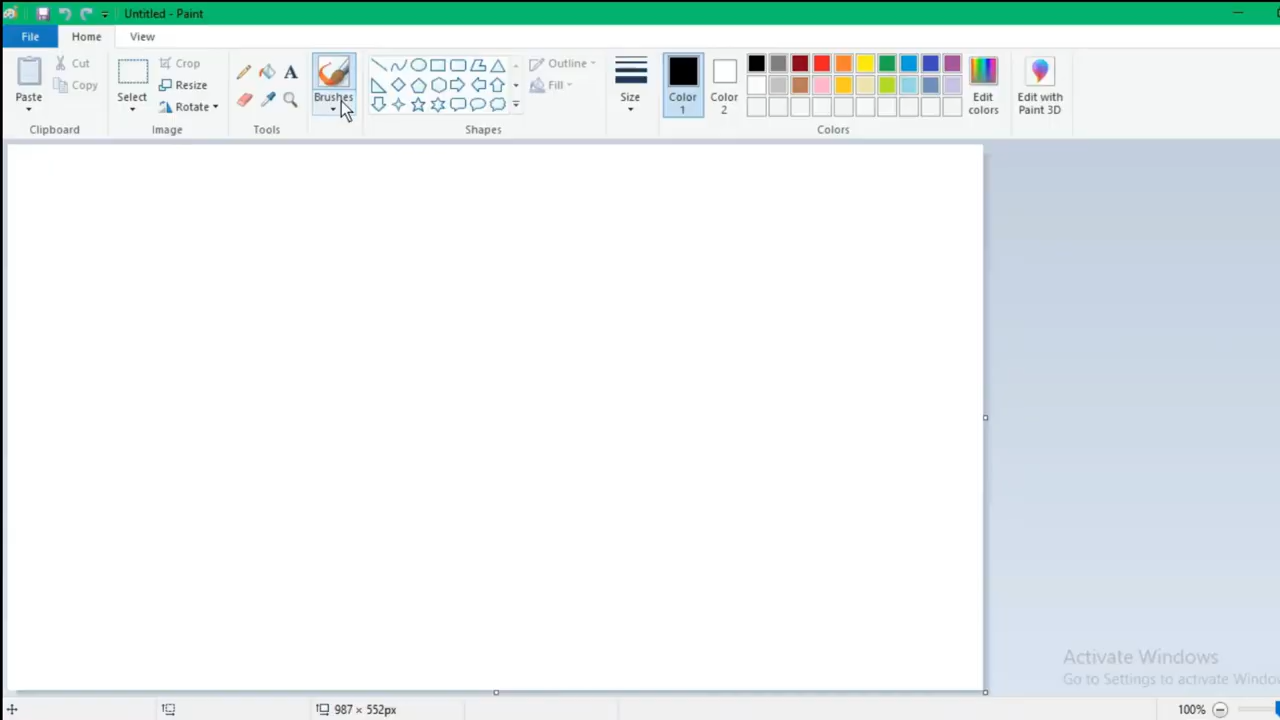 Untitled - Paint
File Home View
Paste
Cut
Copy
Clipboard
Select
Crop
Resize
Rotate
Image
Tools
Brushes
Shapes
Outline
Fill
Size
Color 1
Color 2
Edit colors
Colors
Edit with Paint 3D
Activate Windows
Go to Settings to activate
987 × 552px
100%